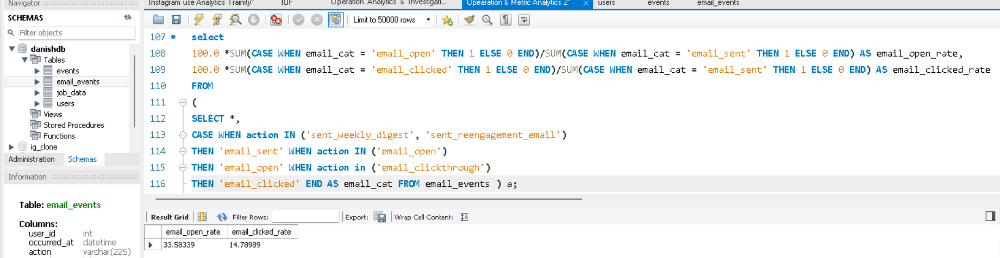 Navigator
SCHEMAS
Filter objects
danishdb
Tables
events
email_events
job_data
users
Views
Stored Procedures
Functions
ig_clone
Administration Schemas
Information
Table: email_events
Columns:
user_id int
occurred_at datetime
action varchar(225)
Instagram use Analytics Trainity* IUF Operation Analytics & Investigati... Opearation & Metric Analytics 2* × users events email_events
Limit to 50000 rows
107 select
108 100.0 *SUM(CASE WHEN email_cat = 'email_open' THEN 1 ELSE 0 END)/SUM(CASE WHEN email_cat = 'email_sent' THEN 1 ELSE 0 END) AS email_open_rate,
109 100.0 *SUM(CASE WHEN email_cat = 'email_clicked' THEN 1 ELSE 0 END)/SUM(CASE WHEN email_cat = 'email_sent' THEN 1 ELSE 0 END) AS email_clicked_rate
110 FROM
111 (
112 SELECT *,
113 CASE WHEN action IN ('sent_weekly_digest', 'sent_reengagement_email')
114 THEN 'email_sent' WHEN action IN ('email_open')
115 THEN 'email_open' WHEN action in ('email_clickthrough')
116 THEN 'email_clicked' END AS email_cat FROM email_events ) a;
Result Grid Filter Rows: Export: Wrap Cell Content:
email_open_rate email_clicked_rate
33.58339 14.78989